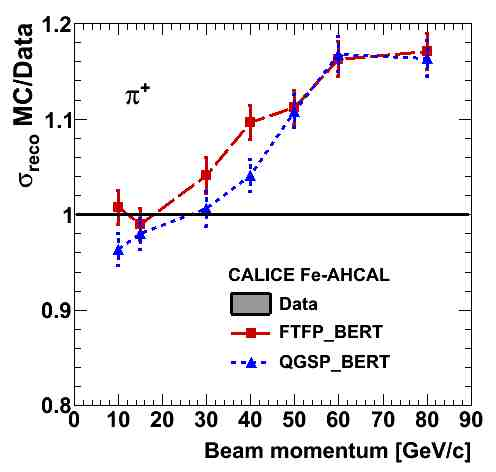 σreco MC/Data
1.2
1.1
1
0.9
0.8
π+
CALICE Fe-AHCAL
Data
FTFP_BERT
QGSP_BERT
0 10 20 30 40 50 60 70 80 90
Beam momentum [GeV/c]